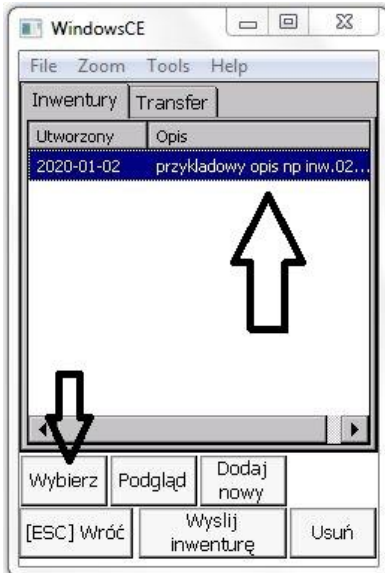 WindowsCE
File Zoom Tools Help
Inwentury Transfer
Utworzony Opis
2020-01-02 przykladowy opis np inw.02...
Wybierz Podgląd Dodaj nowy
[ESC] Wróć Wyslij inwenturę Usuń